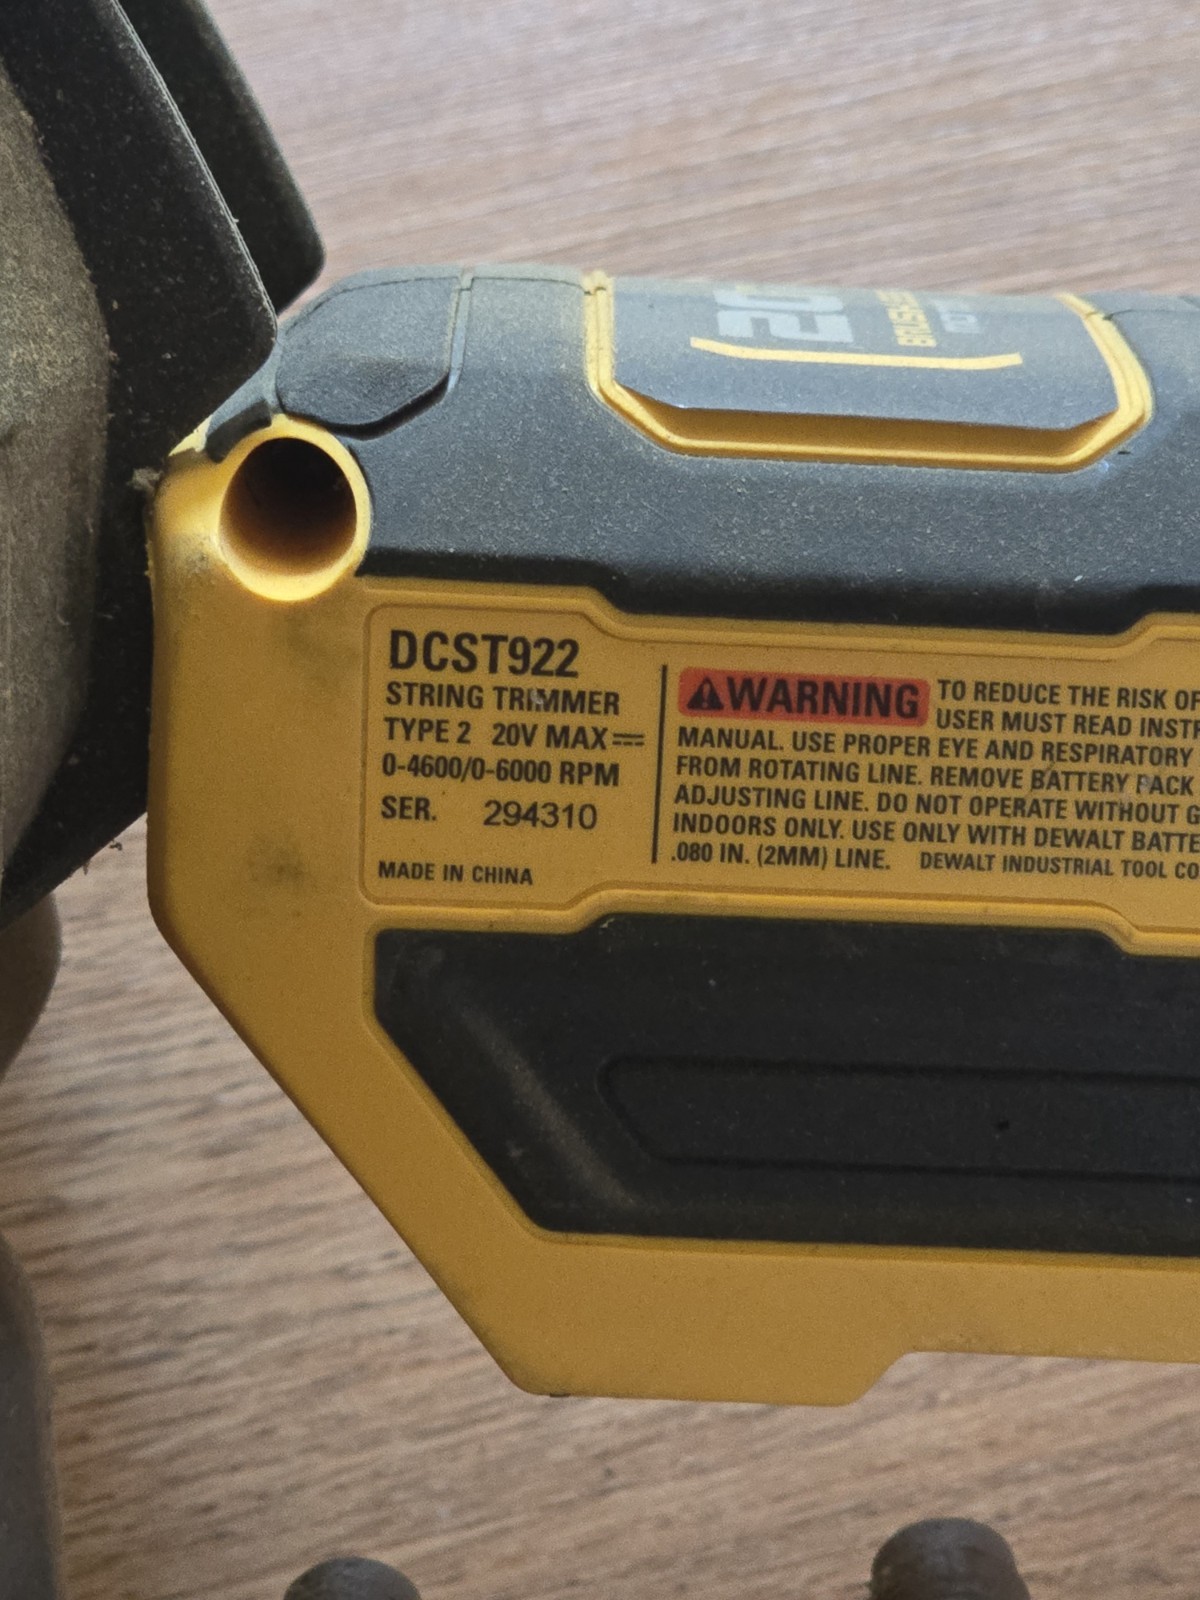 20
DCST922
STRING TRIMMER
TYPE 2 20V MAX⎓
0-4600/0-6000 RPM
SER. 294310
MADE IN CHINA
⚠WARNING TO REDUCE THE RISK OF
USER MUST READ
MANUAL. USE PROPER EYE AND RESPIRATORY
FROM ROTATING LINE. REMOVE BATTERY PACK
ADJUSTING LINE. DO NOT OPERATE WITHOUT
INDOORS ONLY. USE ONLY WITH DEWALT
.080 IN. (2MM) LINE. DEWALT INDUSTRIAL TOOL CO